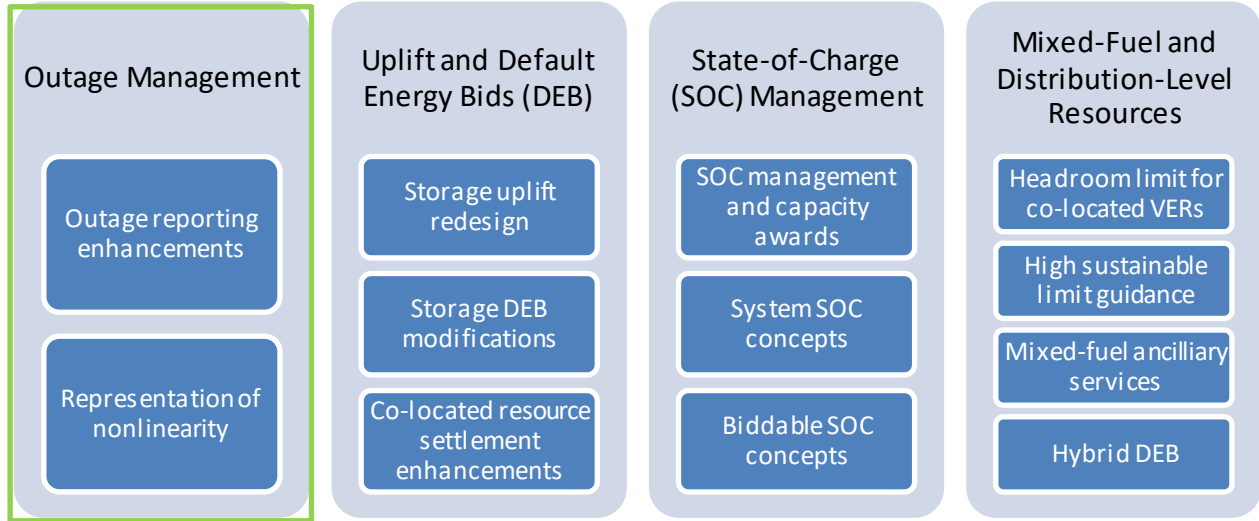 Outage Management
Outage reporting
enhancements
Representation of
nonlinearity
Uplift and Default
Energy Bids (DEB)
Storage uplift
redesign
Storage DEB
modifications
Co-located resource
settlement
enhancements
State-of-Charge
(SOC) Management
SOC management
and capacity
awards
System SOC
concepts
Biddable SOC
concepts
Mixed-Fuel and
Distribution-Level
Resources
Headroom limit for
co-located VERs
High sustainable
limit guidance
Mixed-fuel ancilliary
services
Hybrid DEB